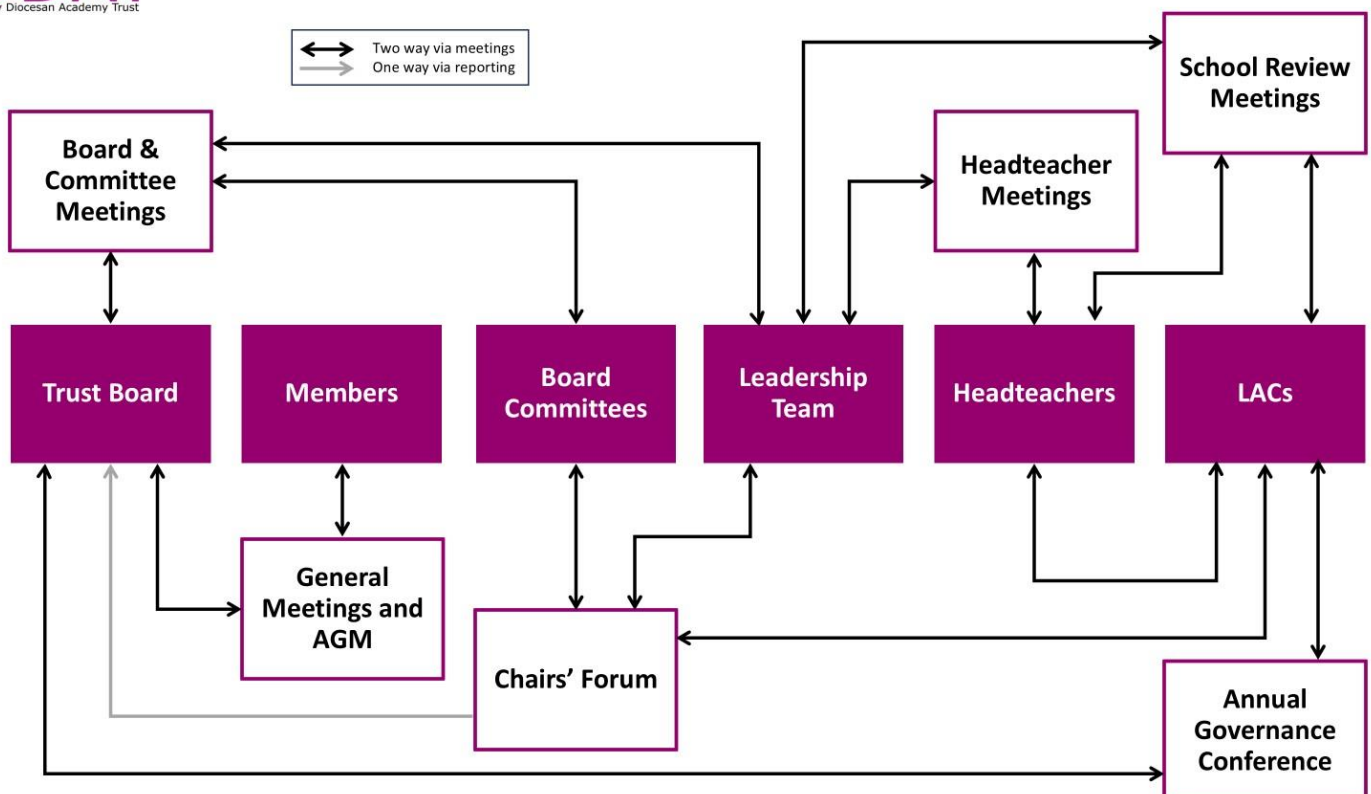 Diocesan Academy Trust
Two way via meetings
One way via reporting
School Review
Meetings
Board &
Committee
Meetings
Headteacher
Meetings
Trust Board
Members
Board
Committees
Leadership
Team
Headteachers
LACs
General
Meetings and
AGM
Chairs’ Forum
Annual
Governance
Conference